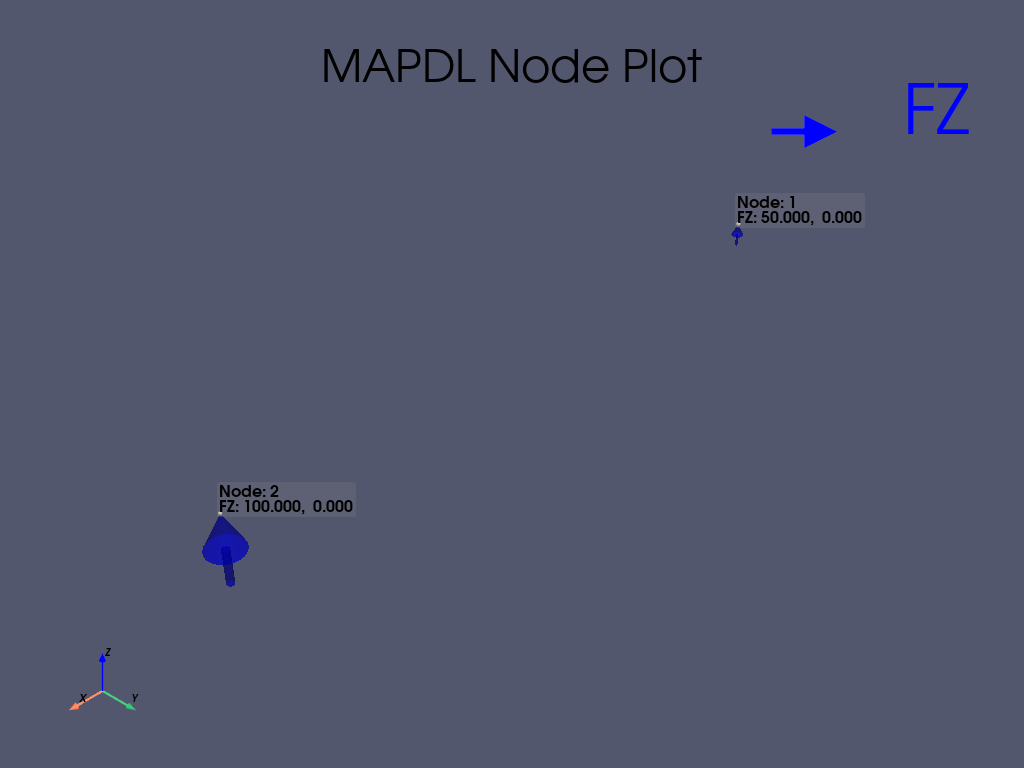 MAPDL Node Plot
FZ
Node: 1
FZ: 50.000,  0.000
Node: 2
FZ: 100.000,  0.000
Z
X
Y